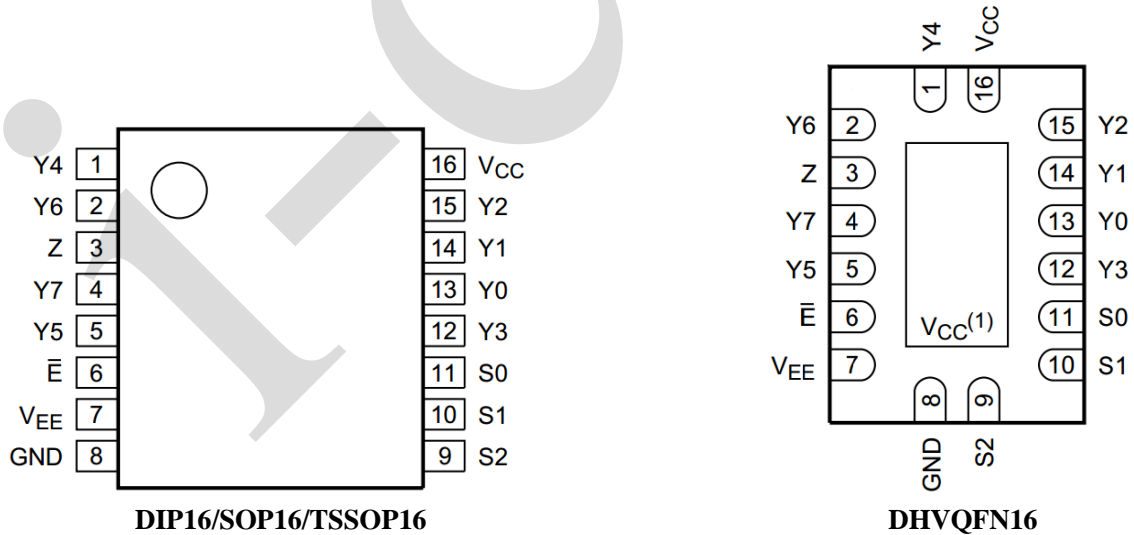 Y4 1 16 VCC
Y6 2 15 Y2
Z 3 14 Y1
Y7 4 13 Y0
Y5 5 12 Y3
E̅ 6 11 S0
VEE 7 10 S1
GND 8 9 S2
DIP16/SOP16/TSSOP16
Y4 VCC
1 16
Y6 2 15 Y2
Z 3 14 Y1
Y7 4 13 Y0
Y5 5 12 Y3
E̅ 6 11 S0
VCC(1)
VEE 7 10 S1
8 9
GND S2
DHVQFN16